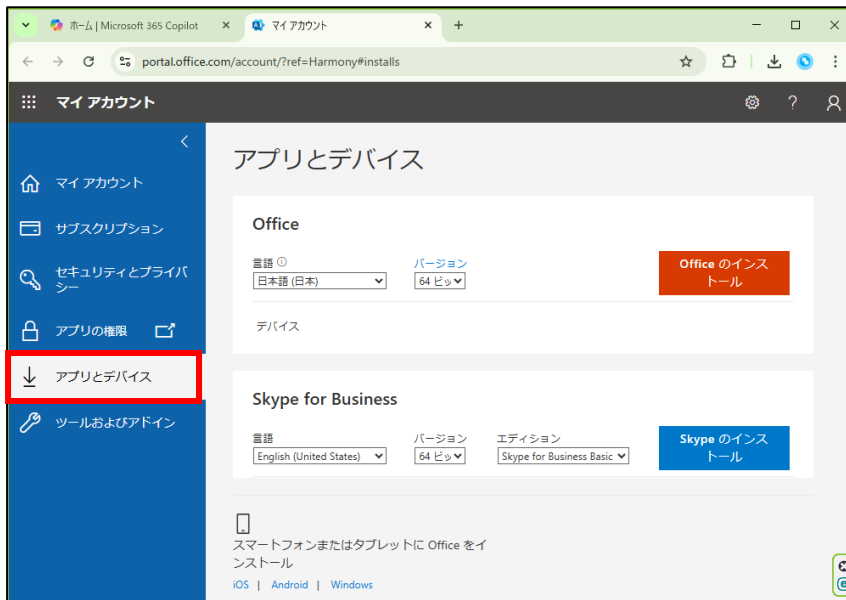 ホーム | Microsoft 365 Copilot
マイ アカウント
portal.office.com/account/?ref=Harmony#installs
マイ アカウント
?
アプリとデバイス
マイ アカウント
サブスクリプション
セキュリティとプライバ
シー
アプリの権限
アプリとデバイス
ツールおよびアドイン
Office
言語
バージョン
日本語 (日本)
64 ビッ
Office のインス
トール
デバイス
Skype for Business
言語
バージョン
エディション
English (United States)
64 ビッ
Skype for Business Basic
Skype のインス
トール
スマートフォンまたはタブレットに Office をイ
ンストール
iOS | Android | Windows